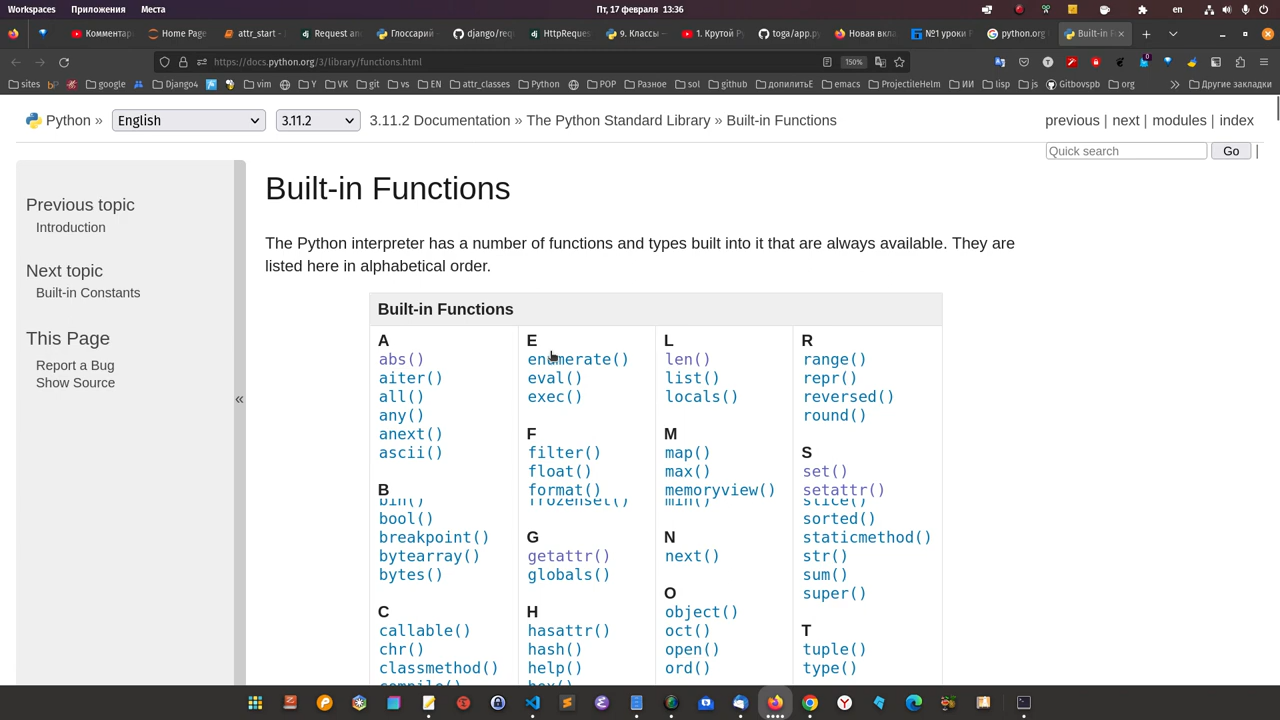 Workspaces Приложения Места Пт, 17 февраля 13:36 en
Комментар Home Page attr_start - Request an Глоссарий django/req HttpReques 9. Классы – 1. Крутой P toga/app.py Новая вкл №1 уроки python.org Built-in F
https://docs.python.org/3/library/functions.html 150%
sites google Django4 vim Y VK git vs EN attr_classes Python POP Разное sol github допилитьЕ emacs ProjectileHelm ИИ lisp js Gitbovspb org Другие закладки
Python » English 3.11.2 3.11.2 Documentation » The Python Standard Library » Built-in Functions previous | next | modules | index
Quick search Go |
Previous topic
Introduction
Next topic
Built-in Constants
This Page
Report a Bug
Show Source
«
Built-in Functions
The Python interpreter has a number of functions and types built into it that are always available. They are
listed here in alphabetical order.
Built-in Functions
A
abs()
aiter()
all()
any()
anext()
ascii()
B
bin()
bool()
breakpoint()
bytearray()
bytes()
C
callable()
chr()
classmethod()
compile()
E
enumerate()
eval()
exec()
F
filter()
float()
format()
frozenset()
G
getattr()
globals()
H
hasattr()
hash()
help()
hex()
L
len()
list()
locals()
M
map()
max()
memoryview()
min()
N
next()
O
object()
oct()
open()
ord()
R
range()
repr()
reversed()
round()
S
set()
setattr()
slice()
sorted()
staticmethod()
str()
sum()
super()
T
tuple()
type()